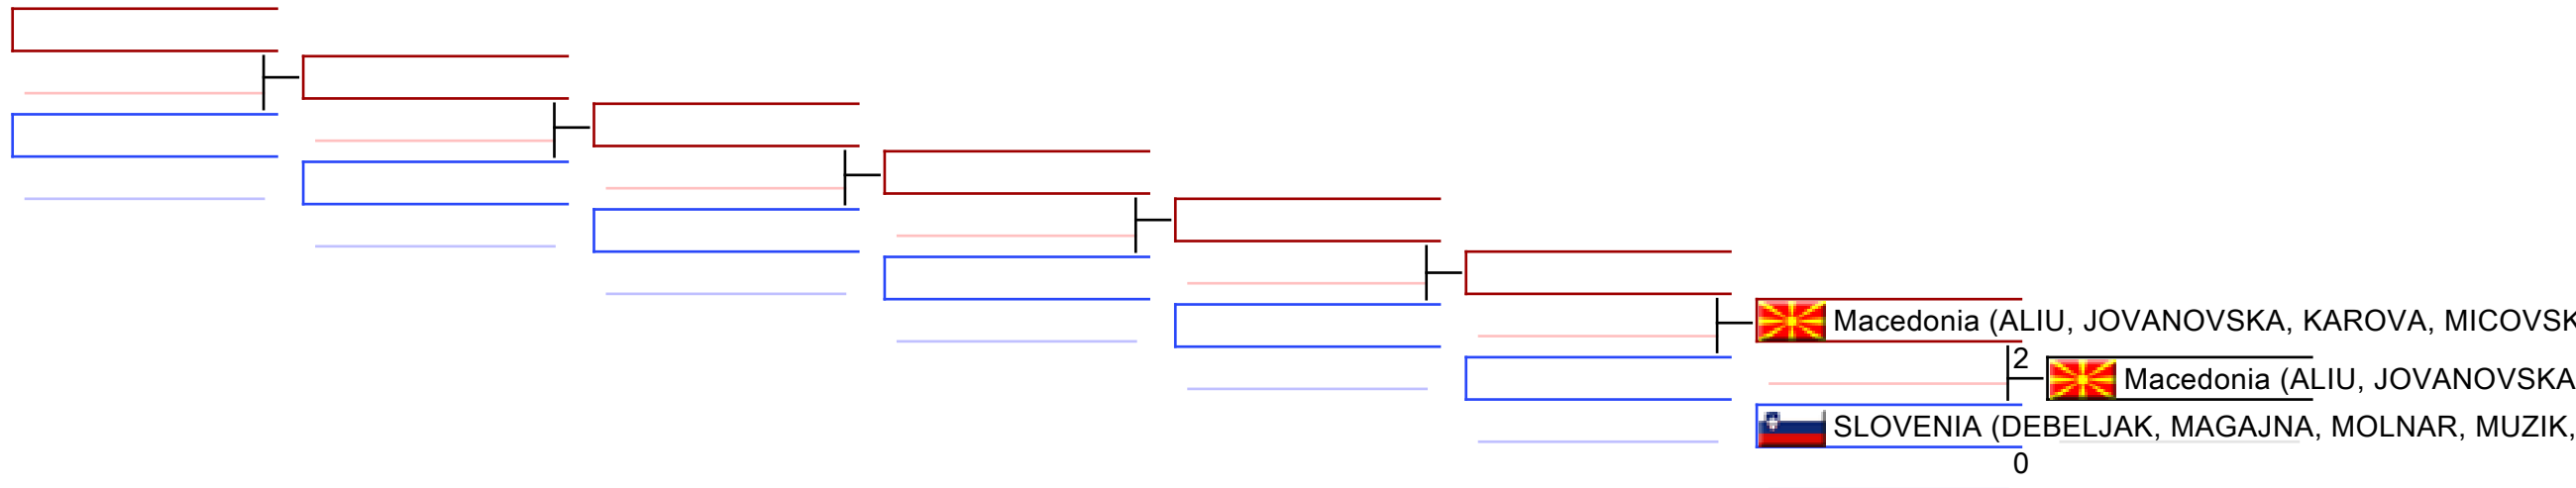 Macedonia (ALIU, JOVANOVSKA, KAROVA, MICOVSK
2
Macedonia (ALIU, JOVANOVSKA
SLOVENIA (DEBELJAK, MAGAJNA, MOLNAR, MUZIK,
0